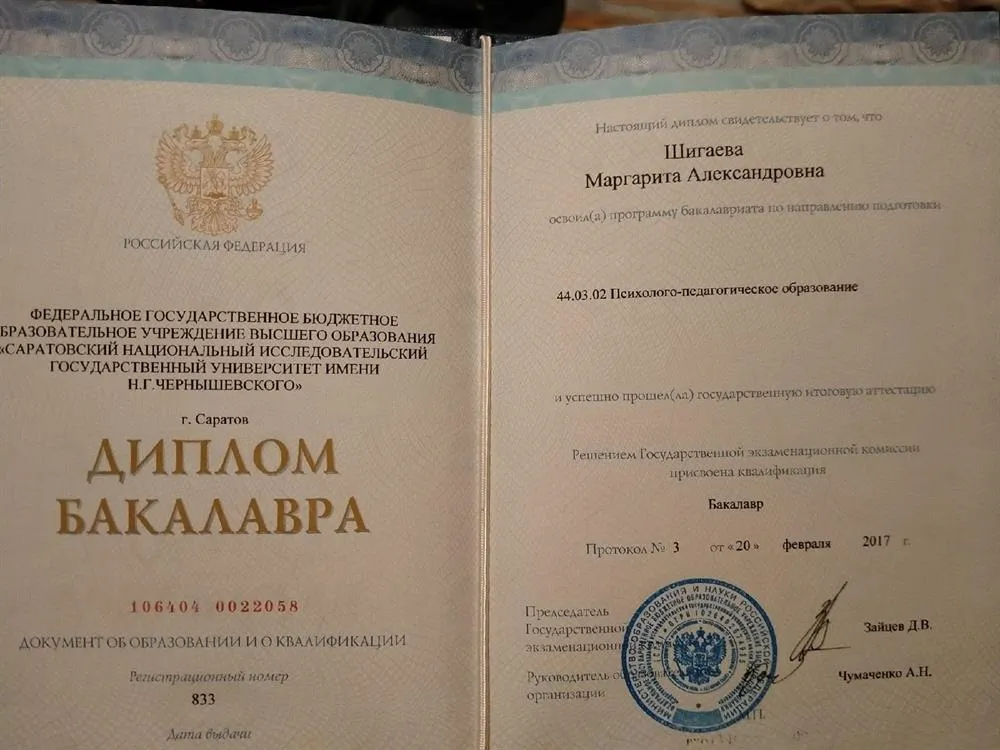 РОССИЙСКАЯ ФЕДЕРАЦИЯ
ФЕДЕРАЛЬНОЕ ГОСУДАРСТВЕННОЕ БЮДЖЕТНОЕ
БРАЗОВАТЕЛЬНОЕ УЧРЕЖДЕНИЕ ВЫСШЕГО ОБРАЗОВАНИЯ
«САРАТОВСКИЙ НАЦИОНАЛЬНЫЙ ИССЛЕДОВАТЕЛЬСКИЙ
ГОСУДАРСТВЕННЫЙ УНИВЕРСИТЕТ ИМЕНИ
Н.Г.ЧЕРНЫШЕВСКОГО»
г. Саратов
ДИПЛОМ
БАКАЛАВРА
106404 0022058
ДОКУМЕНТ ОБ ОБРАЗОВАНИИ И О КВАЛИФИКАЦИИ
Регистрационный номер
833
Дата выдачи
Настоящий диплом свидетельствует о том, что
Шигаева
Маргарита Александровна
освоил(а) программу бакалавриата по направлению подготовки
44.03.02 Психолого-педагогическое образование
и успешно прошел(ла) государственную итоговую аттестацию
Решением Государственной экзаменационной комиссии
присвоена квалификация
Бакалавр
Протокол № 3 от «20» февраля 2017 г.
Председатель
Государственной
экзаменационн
Зайцев Д.В.
Руководитель
организации
Чумаченко А.Н.
М.П.